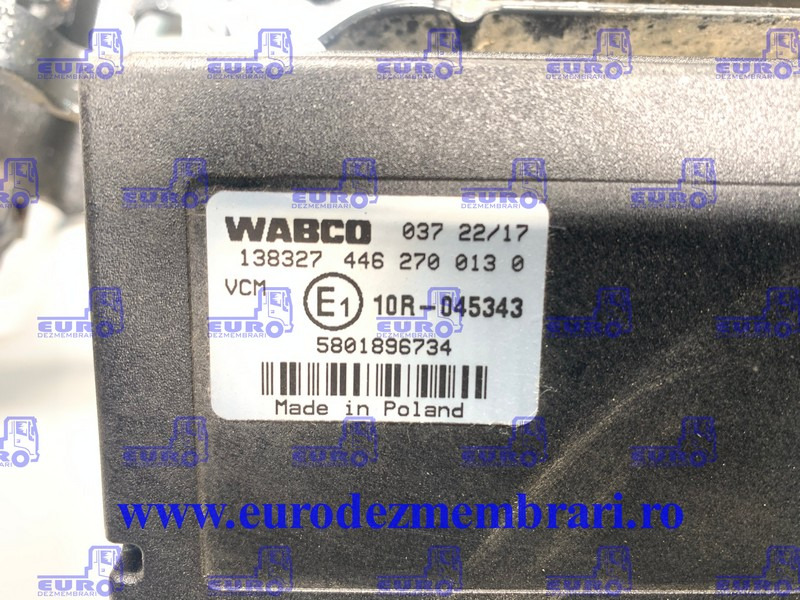 WABCO 037 22/17
138327 446 270 013 0
VCM E1 10R-045343
5801896734
Made in Poland
www.eurodezmembrari.ro
EURO
DEZMEMBRARI